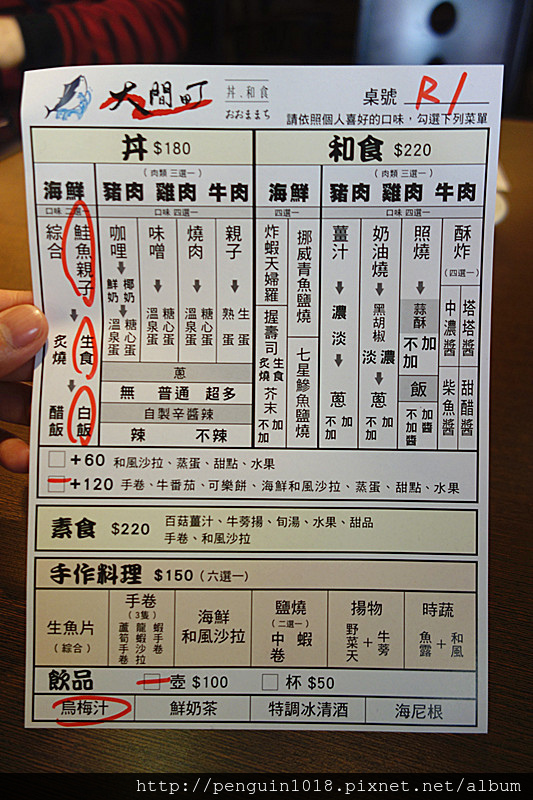 大間町 丼.和食 おおままち
桌號 R1
請依照個人喜好的口味，勾選下列菜單
丼 $180
海鮮
口味 二選一
綜合
鮭魚親子
炙燒
生食
醋飯
白飯
(肉類 三選一)
豬肉 雞肉 牛肉
口味 四選一
咖哩
鮮奶
椰奶
溫泉蛋
糖心蛋
味噌
溫泉蛋
糖心蛋
燒肉
溫泉蛋
糖心蛋
親子
熟蛋
生蛋
蔥
無 普通 超多
自製辛醬辣
辣 不辣
和食 $220
海鮮
四選一
炸蝦天婦羅
挪威青魚鹽燒
握壽司
炙燒
生食
芥末
不加
加
七星鰺魚鹽燒
(肉類 三選一)
豬肉 雞肉 牛肉
口味 四選一
薑汁
濃
淡
蔥
不加
加
奶油燒
黑胡椒
淡
濃
蔥
不加
加
照燒
蒜酥
不加
加
飯
不加
加醬
酥炸
(四選一)
中濃醬
塔塔醬
柴魚醬
甜醋醬
+60 和風沙拉、蒸蛋、甜點、水果
+120 手卷、牛番茄、可樂餅、海鮮和風沙拉、蒸蛋、甜點、水果
素食 $220
百菇薑汁、牛蒡揚、旬湯、水果、甜品
手卷、和風沙拉
手作料理 $150 (六選一)
生魚片
(綜合)
手卷
(3隻)
蘆筍手卷
龍蝦沙拉
蝦手卷
海鮮
和風沙拉
鹽燒
(二選一)
中卷
蝦
揚物
野菜天+牛蒡
時蔬
魚露+和風
飲品
壺 $100
杯 $50
烏梅汁
鮮奶茶
特調冰清酒
海尼根
http://penguin1018.pixnet.net/album